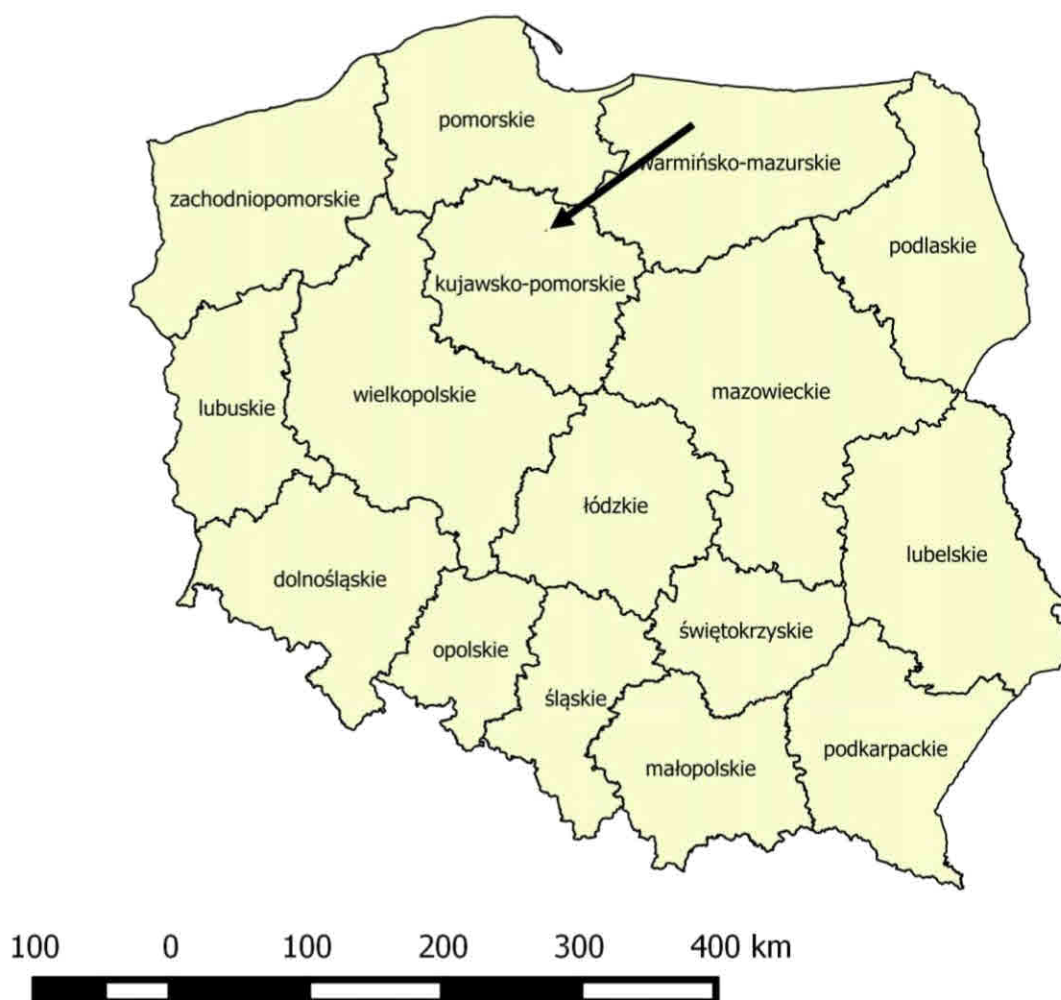 pomorskie
warmińsko-mazurskie
zachodniopomorskie
podlaskie
kujawsko-pomorskie
mazowieckie
wielkopolskie
lubuskie
łódzkie
lubelskie
dolnośląskie
świętokrzyskie
opolskie
śląskie
podkarpackie
małopolskie
100 0 100 200 300 400 km